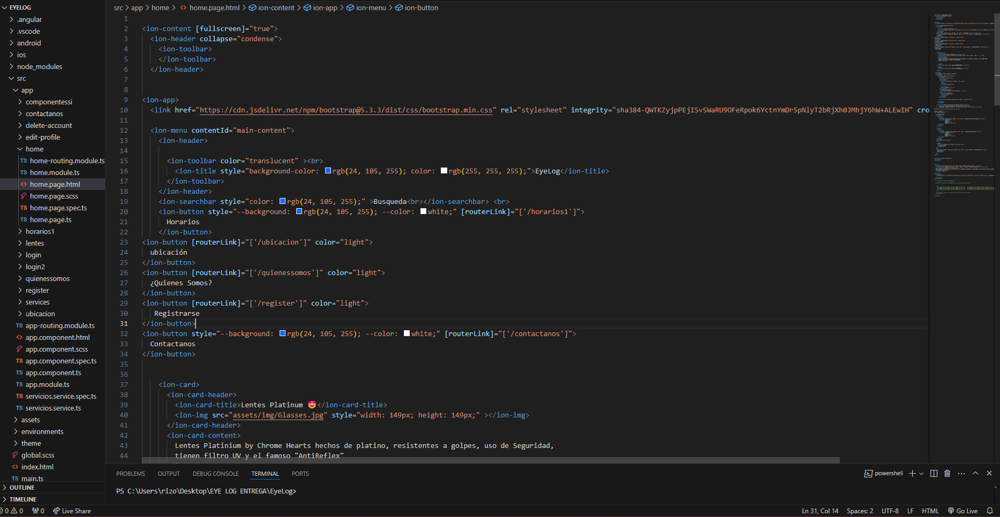 EYELOG
.angular
.vscode
android
ios
node_modules
src
app
componentessi
contactanos
delete-account
edit-profile
home
TS home-routing.module.ts
TS home.module.ts
<> home.page.html
home.page.scss
TS home.page.spec.ts
TS home.page.ts
horarios1
lentes
login
login2
quienessomos
register
services
ubicacion
TS app-routing.module.ts
<> app.component.html
app.component.scss
TS app.component.spec.ts
TS app.component.ts
TS app.module.ts
TS servicios.service.spec.ts
TS servicios.service.ts
assets
environments
theme
global.scss
<> index.html
TS main.ts
OUTLINE
TIMELINE
src > app > home > <> home.page.html > ion-content > ion-app > ion-menu > ion-button
1
2 <ion-content [fullscreen]="true">
3 <ion-header collapse="condense">
4 <ion-toolbar>
5 </ion-toolbar>
6 </ion-header>
7
8
9 <ion-app>
10 <link href="https://cdn.jsdelivr.net/npm/bootstrap@5.3.3/dist/css/bootstrap.min.css" rel="stylesheet" integrity="sha384-QWTKZyjpPEjISv5WaRU9OFeRpok6YctnYmDr5pNlyT2bRjXh0JMhjY6hW+ALEwIH" cro
11
12 <ion-menu contentId="main-content">
13 <ion-header>
14
15 <ion-toolbar color="translucent" ><br>
16 <ion-title style="background-color: rgb(24, 105, 255); color: rgb(255, 255, 255);">EyeLog</ion-title>
17 </ion-toolbar>
18 </ion-header>
19 <ion-searchbar style="color: rgb(24, 105, 255);" >Busqueda<br></ion-searchbar> <br>
20 <ion-button style="--background: rgb(24, 105, 255); --color: white;" [routerLink]="['/horarios1']">
21 Horarios
22 </ion-button>
23 <ion-button [routerLink]="['/ubicacion']" color="light">
24 ubicación
25 </ion-button>
26 <ion-button [routerLink]="['/quienessomos']" color="light">
27 ¿Quienes Somos?
28 </ion-button>
29 <ion-button [routerLink]="['/register']" color="light">
30 Registrarse
31 </ion-button>
32 <ion-button style="--background: rgb(24, 105, 255); --color: white;" [routerLink]="['/contactanos']">
33 Contactanos
34 </ion-button>
35
36
37 <ion-card>
38 <ion-card-header>
39 <ion-card-title>Lentes Platinum 🤩</ion-card-title>
40 <ion-img src="assets/img/Glasses.jpg" style="width: 149px; height: 149px;" ></ion-img>
41 </ion-card-header>
42 <ion-card-content>
43 Lentes Platinium by Chrome Hearts hechos de platino, resistentes a golpes, uso de Seguridad,
44 tienen filtro UV y el famoso "AntiReflex"
PROBLEMS OUTPUT DEBUG CONSOLE TERMINAL PORTS
powershell
PS C:\Users\rizo\Desktop\EYE LOG ENTREGA\EyeLog>
0 0 0 Live Share
Ln 31, Col 14 Spaces: 2 UTF-8 LF HTML Go Live